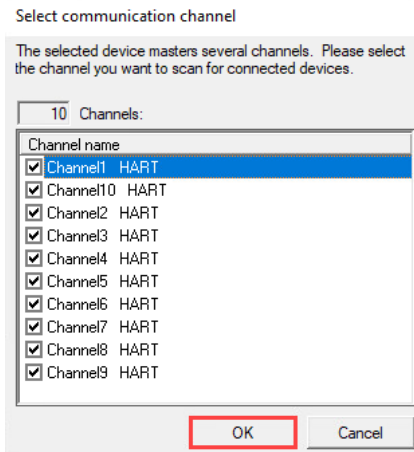 Select communication channel
The selected device masters several channels. Please select
the channel you want to scan for connected devices.
10 Channels:
Channel name
Channel1 HART
Channel10 HART
Channel2 HART
Channel3 HART
Channel4 HART
Channel5 HART
Channel6 HART
Channel7 HART
Channel8 HART
Channel9 HART
OK Cancel